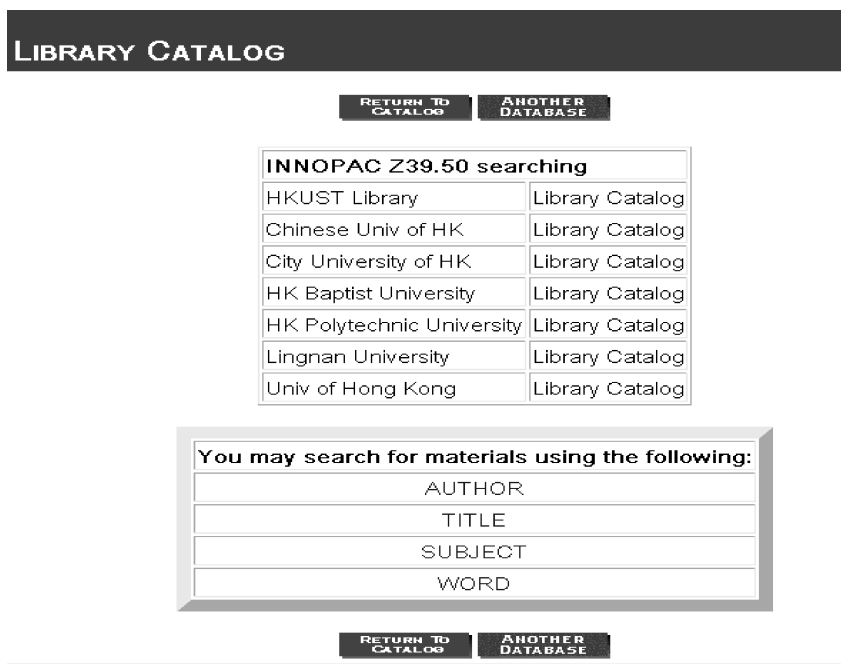 LIBRARY CATALOG
RETURN TO CATALOG ANOTHER DATABASE
INNOPAC Z39.50 searching
HKUST Library Library Catalog
Chinese Univ of HK Library Catalog
City University of HK Library Catalog
HK Baptist University Library Catalog
HK Polytechnic University Library Catalog
Lingnan University Library Catalog
Univ of Hong Kong Library Catalog
You may search for materials using the following:
AUTHOR
TITLE
SUBJECT
WORD
RETURN TO CATALOG ANOTHER DATABASE